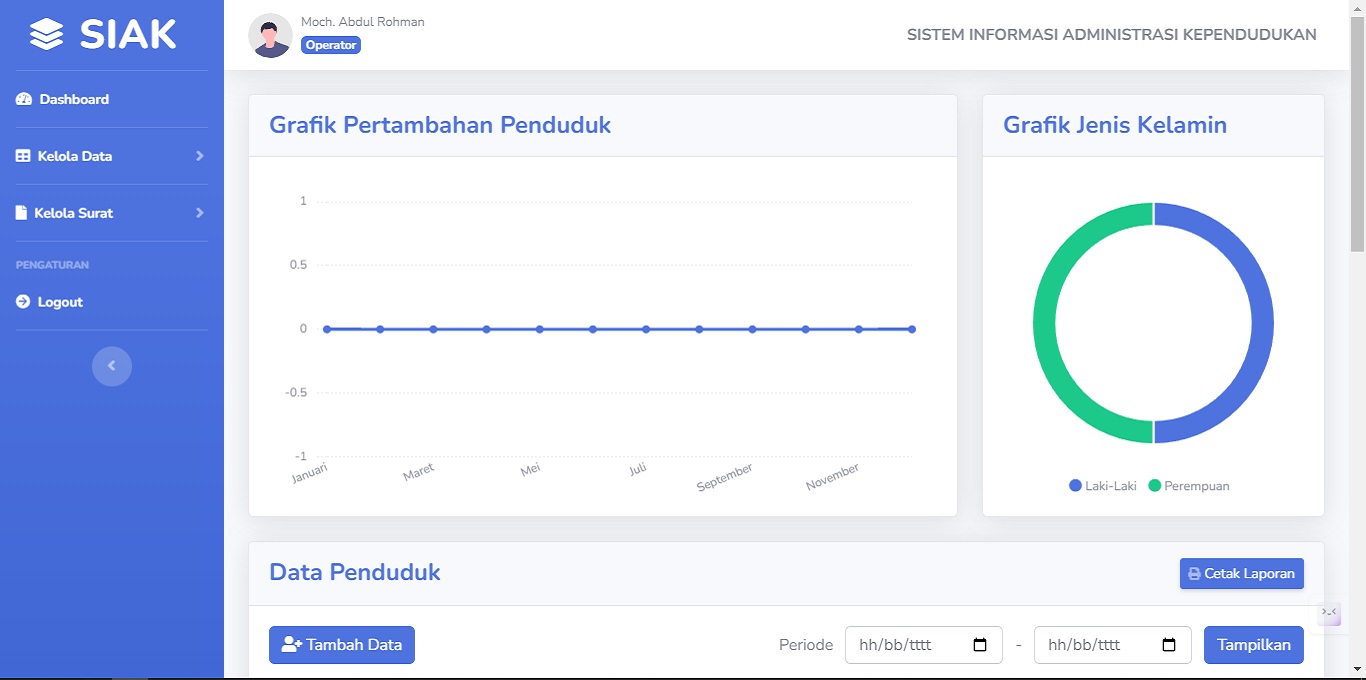 SIAK
Dashboard
Kelola Data
Kelola Surat
PENGATURAN
Logout
Moch. Abdul Rohman
Operator
SISTEM INFORMASI ADMINISTRASI KEPENDUDUKAN
Grafik Pertambahan Penduduk
1
0.5
0
-0.5
-1
Januari Maret Mei Juli September November
Grafik Jenis Kelamin
Laki-Laki Perempuan
Data Penduduk
Cetak Laporan
Tambah Data
Periode hh/bb/tttt - hh/bb/tttt Tampilkan